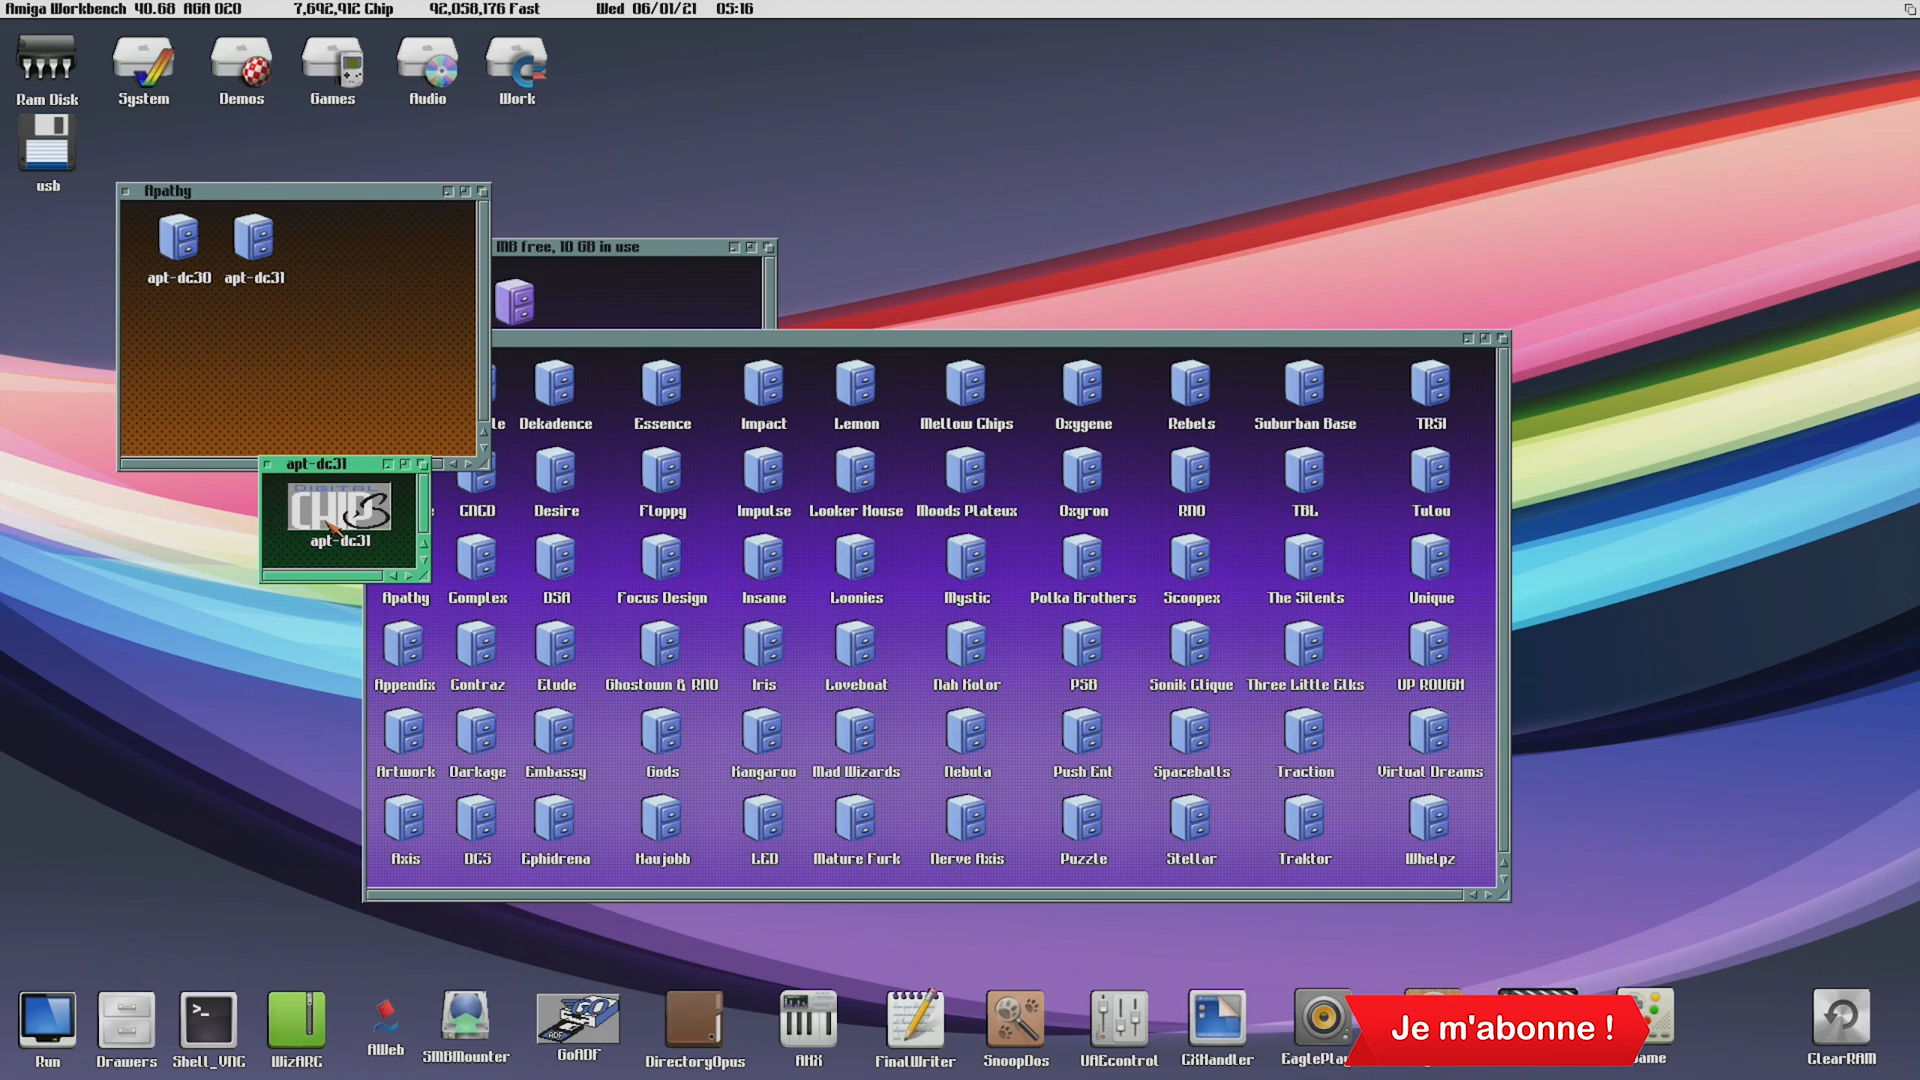 Amiga Workbench 40.68 AGA 020 7,692,912 Chip 92,058,176 Fast Wed 06/01/21 05:16
Ram Disk System Demos Games Audio Work
usb
Apathy
apt-dc30 apt-dc31
MB free, 10 GB in use
apt-dc31
DIGITAL
CHIPS
apt-dc31
le Dekadence Essence Impact Lemon Mellow Chips Oxygene Rebels Suburban Base TRSI
CNCD Desire Floppy Impulse Looker House Moods Plateux Oxyron RNO TBL Tulou
Apathy Complex DSA Focus Design Insane Loonies Mystic Polka Brothers Scoopex The Silents Unique
Appendix Contraz Elude Ghostown & RNO Iris Loveboat Nah Kolor PSB Sonik Clique Three Little Elks UP ROUGH
Artwork Darkage Embassy Gods Kangaroo Mad Wizards Nebula Push Ent Spaceballs Traction Virtual Dreams
Axis DCS Ephidrena Haujobb LED Mature Furk Nerve Axis Puzzle Stellar Traktor Whelpz
GO
ADF
Je m'abonne !
Run Drawers Shell_VNC WizARC AWeb SMBMounter GoADF DirectoryOpus AHX FinalWriter SnoopDos UAEcontrol CXHandler EaglePla ame ClearRAM